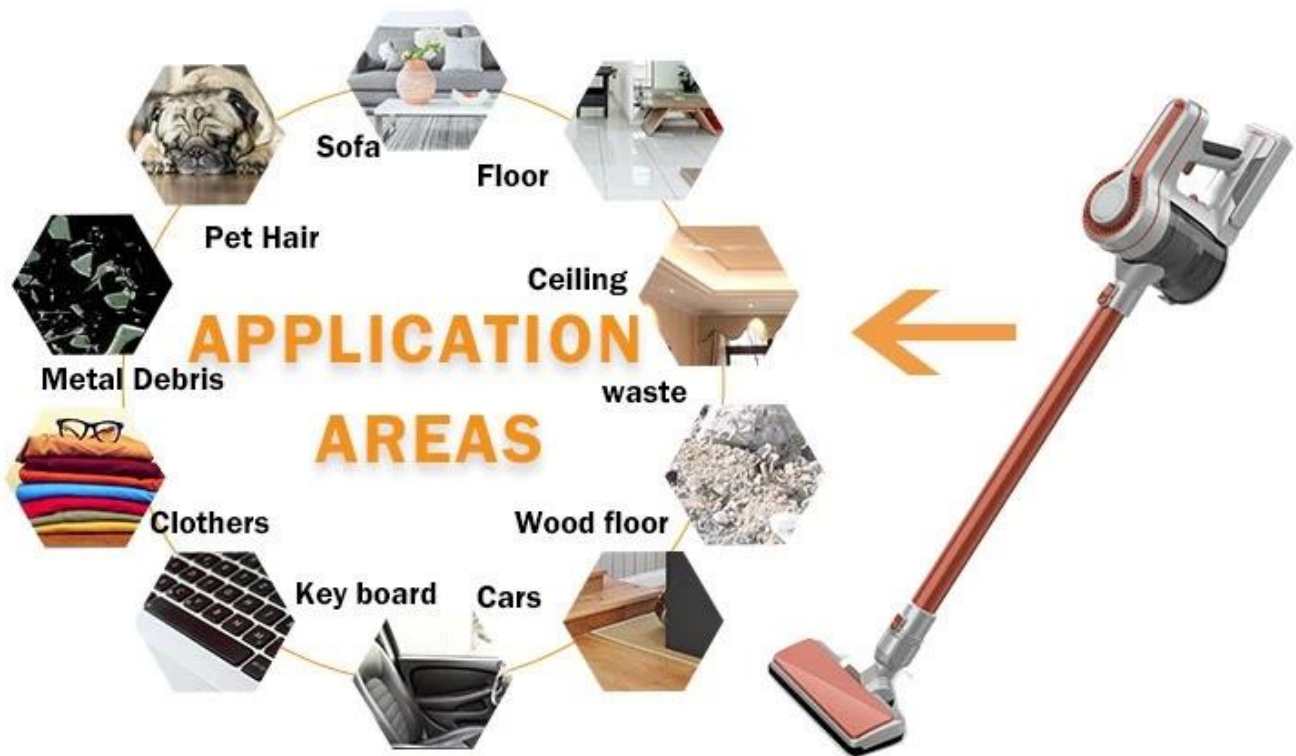 Sofa
Floor
Pet Hair
Ceiling
APPLICATION
Metal Debris
waste
AREAS
Clothers
Wood floor
Key board
Cars